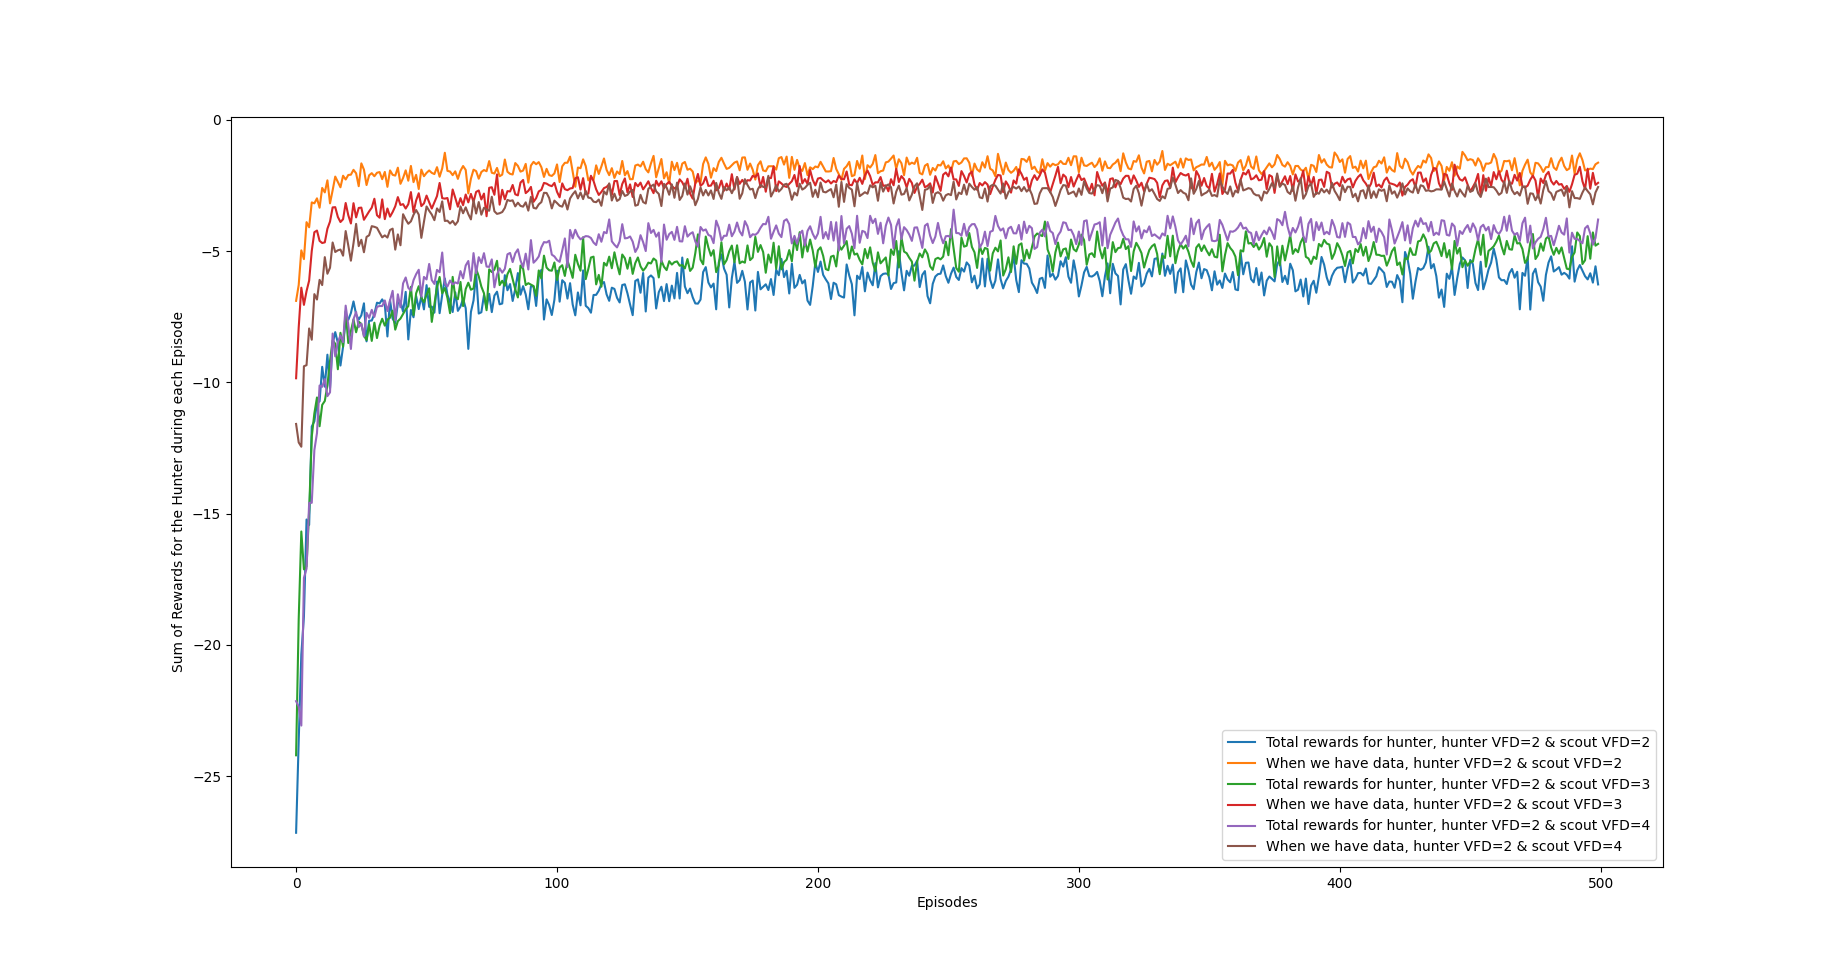 0
−5
−10
−15
−20
−25
Sum of Rewards for the Hunter during each Episode
Total rewards for hunter, hunter VFD=2 & scout VFD=2
When we have data, hunter VFD=2 & scout VFD=2
Total rewards for hunter, hunter VFD=2 & scout VFD=3
When we have data, hunter VFD=2 & scout VFD=3
Total rewards for hunter, hunter VFD=2 & scout VFD=4
When we have data, hunter VFD=2 & scout VFD=4
0 100 200 300 400 500
Episodes